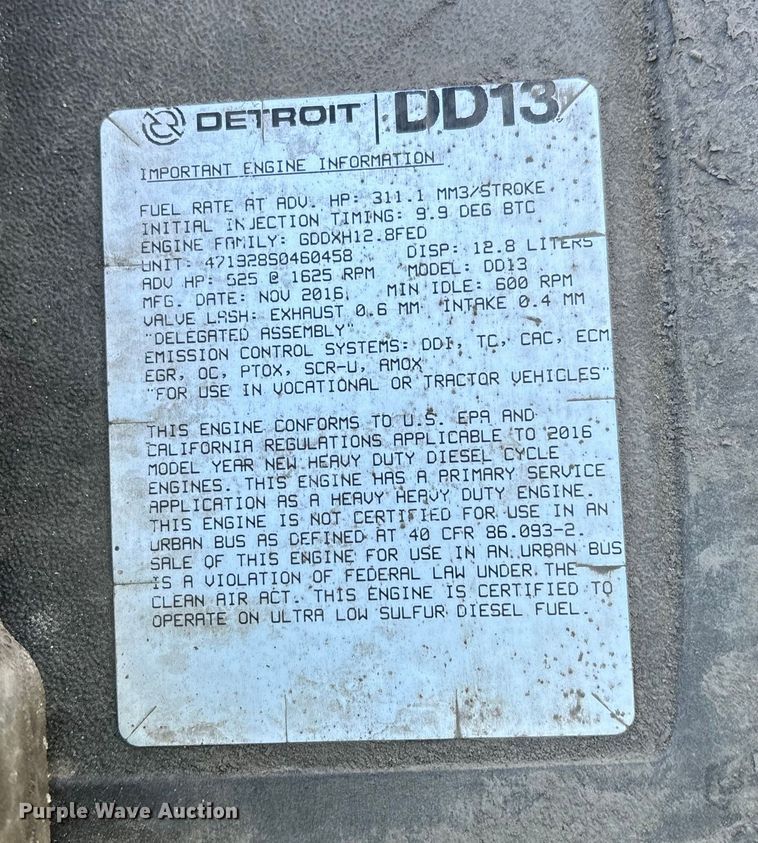 DETROIT | DD13
IMPORTANT ENGINE INFORMATION
FUEL RATE AT ADV. HP: 311.1 MM3/STROKE
INITIAL INJECTION TIMING: 9.9 DEG BTC
ENGINE FAMILY: GDDXH12.8FED
UNIT: 471928S0460458 DISP: 12.8 LITERS
ADV HP: 525 @ 1625 RPM MODEL: DD13
MFG. DATE: NOV 2016 MIN IDLE: 600 RPM
VALVE LASH: EXHAUST 0.6 MM INTAKE 0.4 MM
"DELEGATED ASSEMBLY"
EMISSION CONTROL SYSTEMS: DDI, TC, CAC, ECM
EGR, OC, PTOX, SCR-U, AMOX
"FOR USE IN VOCATIONAL OR TRACTOR VEHICLES"
THIS ENGINE CONFORMS TO U.S. EPA AND
CALIFORNIA REGULATIONS APPLICABLE TO 2016
MODEL YEAR NEW HEAVY DUTY DIESEL CYCLE
ENGINES. THIS ENGINE HAS A PRIMARY SERVICE
APPLICATION AS A HEAVY HEAVY DUTY ENGINE.
THIS ENGINE IS NOT CERTIFIED FOR USE IN AN
URBAN BUS AS DEFINED AT 40 CFR 86.093-2.
SALE OF THIS ENGINE FOR USE IN AN URBAN BUS
IS A VIOLATION OF FEDERAL LAW UNDER THE
CLEAN AIR ACT. THIS ENGINE IS CERTIFIED TO
OPERATE ON ULTRA LOW SULFUR DIESEL FUEL.
Purple Wave Auction